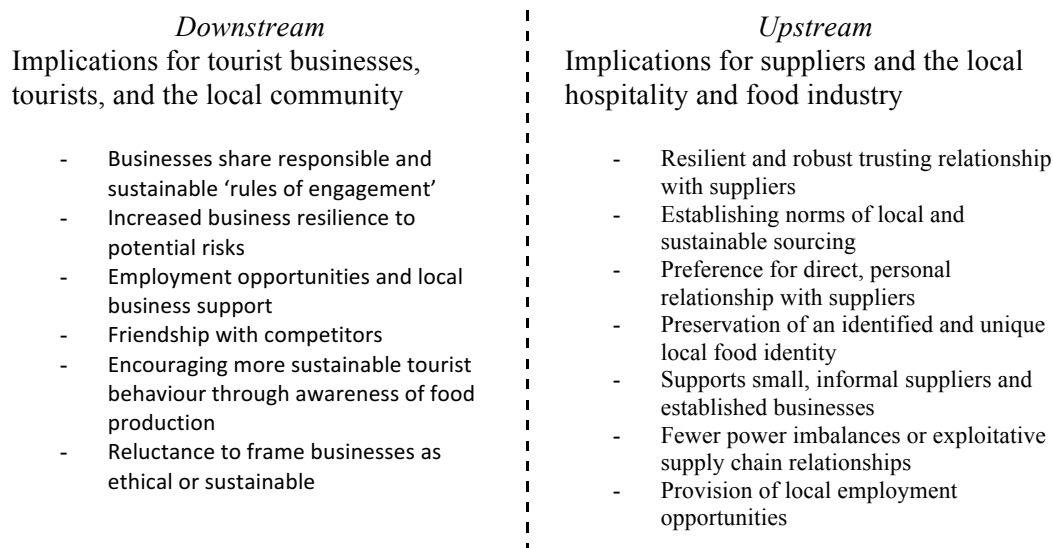 Downstream
Implications for tourist businesses,
tourists, and the local community
- Businesses share responsible and
sustainable ‘rules of engagement’
- Increased business resilience to
potential risks
- Employment opportunities and local
business support
- Friendship with competitors
- Encouraging more sustainable tourist
behaviour through awareness of food
production
- Reluctance to frame businesses as
ethical or sustainable
Upstream
Implications for suppliers and the local
hospitality and food industry
- Resilient and robust trusting relationship
with suppliers
- Establishing norms of local and
sustainable sourcing
- Preference for direct, personal
relationship with suppliers
- Preservation of an identified and unique
local food identity
- Supports small, informal suppliers and
established businesses
- Fewer power imbalances or exploitative
supply chain relationships
- Provision of local employment
opportunities